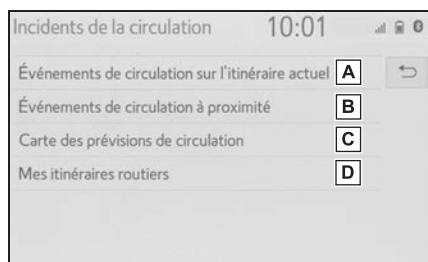 Incidents de la circulation 10:01
Événements de circulation sur l'itinéraire actuel A
Événements de circulation à proximité B
Carte des prévisions de circulation C
Mes itinéraires routiers D